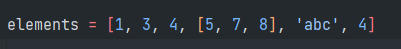 elements = [1, 3, 4, [5, 7, 8], 'abc', 4]